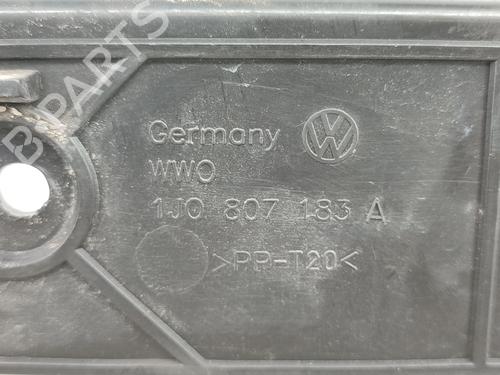 B-PARTS
Germany
WWO
1J0 807 183 A
>PP-T20<